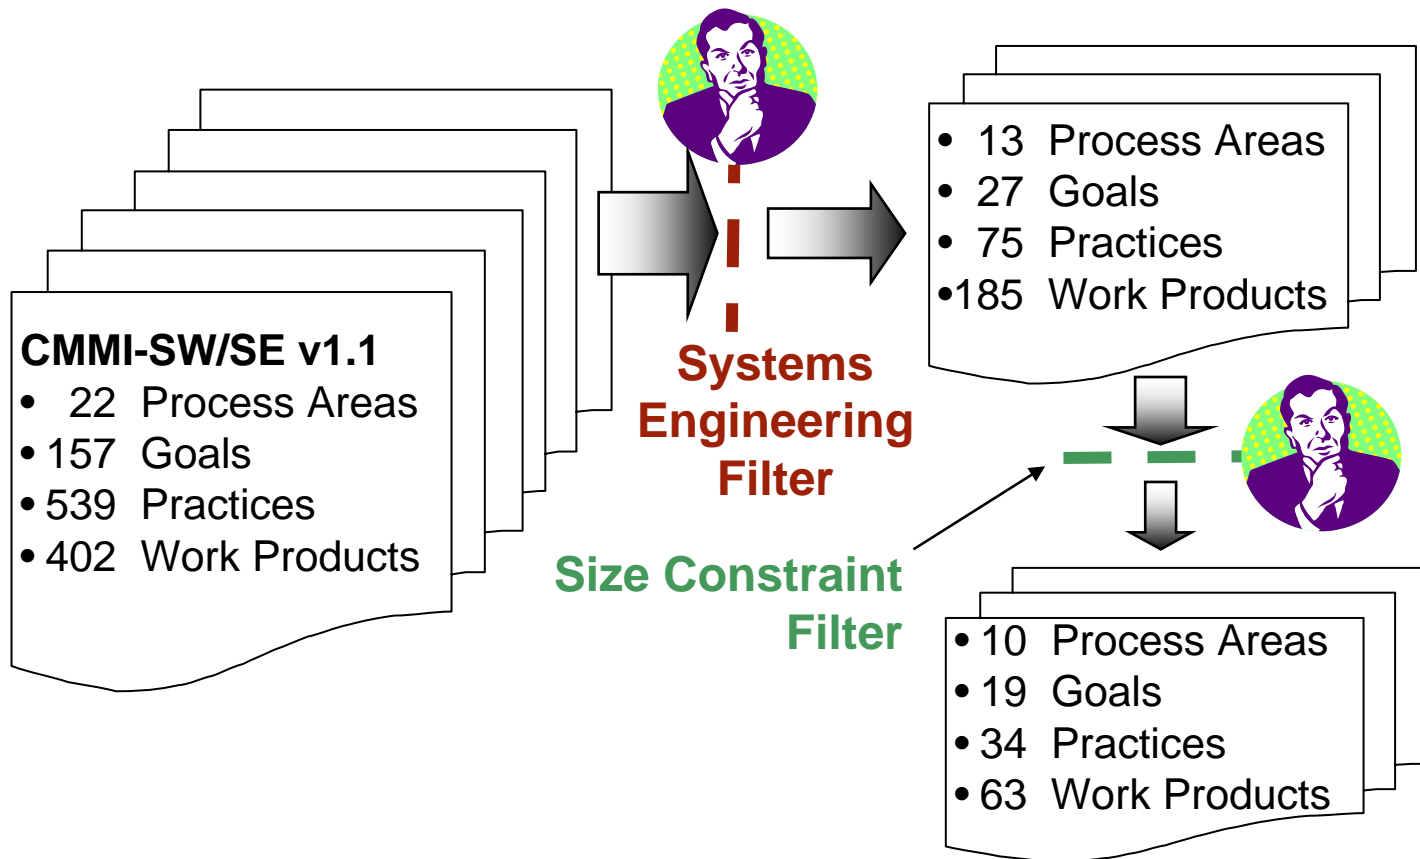 CMMI-SW/SE v1.1
• 22 Process Areas
• 157 Goals
• 539 Practices
• 402 Work Products
Systems
Engineering
Filter
• 13 Process Areas
• 27 Goals
• 75 Practices
•185 Work Products
Size Constraint
Filter
• 10 Process Areas
• 19 Goals
• 34 Practices
• 63 Work Products